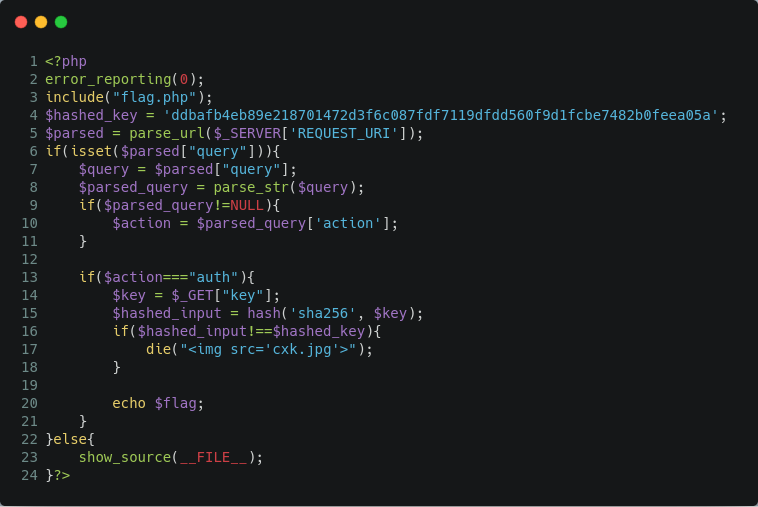 1 <?php
2 error_reporting(0);
3 include("flag.php");
4 $hashed_key = 'ddbafb4eb89e218701472d3f6c087fdf7119dfdd560f9d1fcbe7482b0feea05a';
5 $parsed = parse_url($_SERVER['REQUEST_URI']);
6 if(isset($parsed["query"])){
7     $query = $parsed["query"];
8     $parsed_query = parse_str($query);
9     if($parsed_query!=NULL){
10         $action = $parsed_query['action'];
11     }
12
13     if($action==="auth"){
14         $key = $_GET["key"];
15         $hashed_input = hash('sha256', $key);
16         if($hashed_input!==$hashed_key){
17             die("<img src='cxk.jpg'>");
18         }
19
20         echo $flag;
21     }
22 }else{
23     show_source(__FILE__);
24 }?>